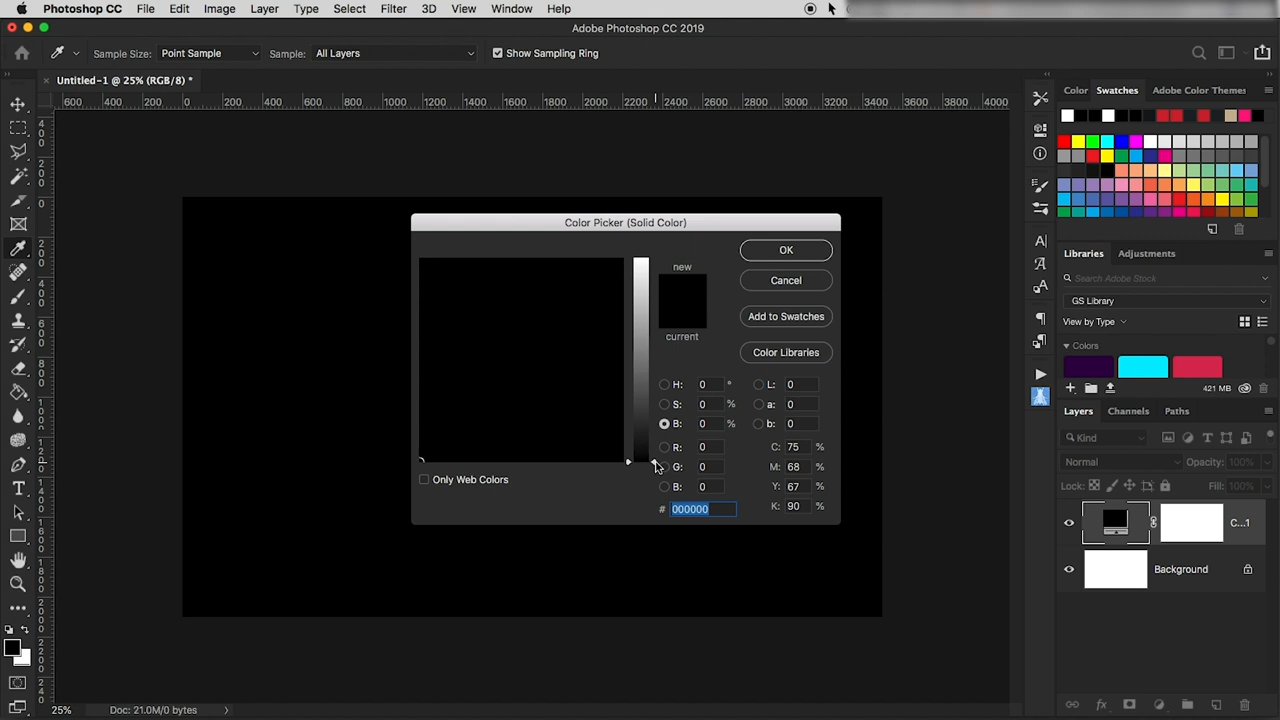 Photoshop CC File Edit Image Layer Type Select Filter 3D View Window Help
Adobe Photoshop CC 2019
Sample Size: Point Sample Sample: All Layers Show Sampling Ring
Untitled-1 @ 25% (RGB/8) *
600 400 200 0 200 400 600 800 1000 1200 1400 1600 1800 2000 2200 2400 2600 2800 3000 3200 3400 3600 3800 4000
Color Swatches Adobe Color Themes
Color Picker (Solid Color)
new
current
OK
Cancel
Add to Swatches
Color Libraries
H: 0 °
S: 0 %
B: 0 %
R: 0
G: 0
B: 0
# 000000
L: 0
a: 0
b: 0
C: 75 %
M: 68 %
Y: 67 %
K: 90 %
Only Web Colors
Libraries Adjustments
Search Adobe Stock
GS Library
View by Type
Colors
421 MB
Layers Channels Paths
Kind
Normal Opacity: 100%
Lock: Fill: 100%
C...1
Background
25% Doc: 21.0M/0 bytes